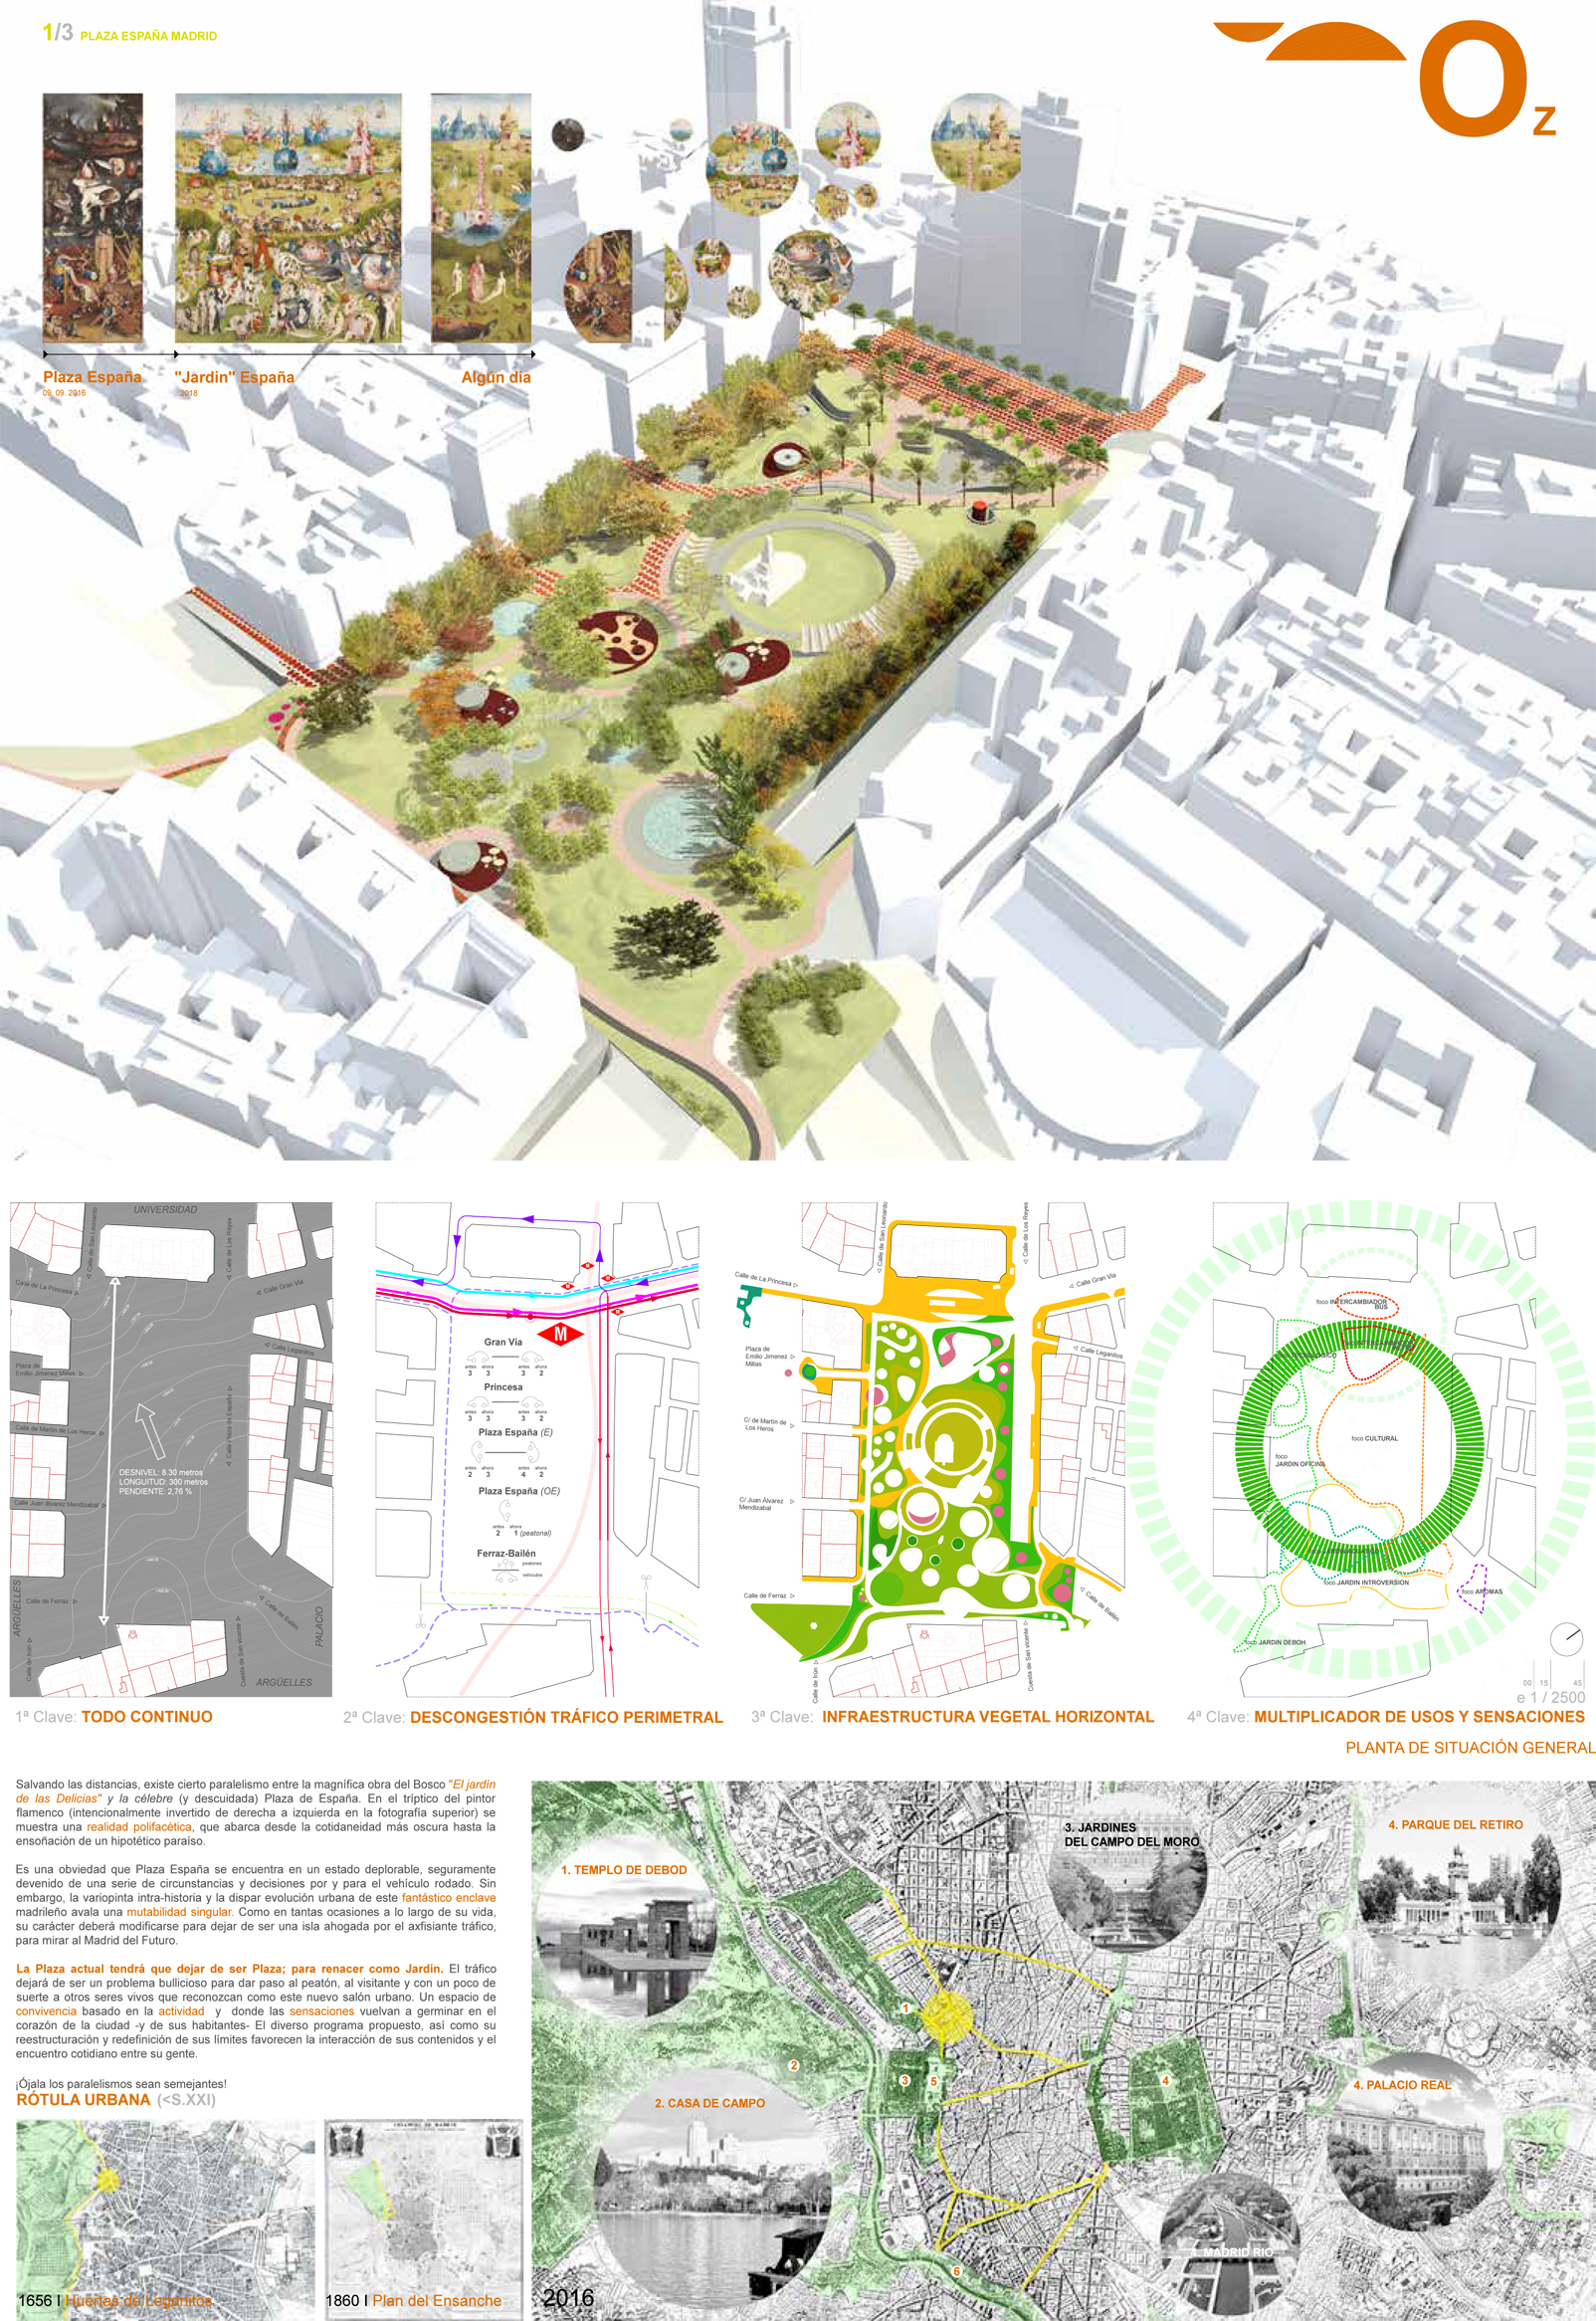 1/3 PLAZA ESPAÑA MADRID
Oz
Plaza España
09. 09. 2016
"Jardín" España
2018
Algún día
UNIVERSIDAD
Calle de San Leonardo
Calle de Los Reyes
Calle de La Princesa
Calle Gran Via
Calle Leganitos
Plaza de
Emilio Jimenez Millas
Calle de Martín de Los Heros
Calle Plaza de España
DESNIVEL: 8.30 metros
LONGUITUD: 300 metros
PENDIENTE: 2,76 %
Calle Juan Álvarez Mendizabal
ARGÜELLES
Calle de Ferraz
Calle de Bailén
PALACIO
Calle de Irún
Cuesta de San vicente
ARGÜELLES
1ª Clave: TODO CONTINUO
M
Gran Via
antes ahora antes ahora
3 3 3 2
Princesa
antes ahora antes ahora
3 3 3 2
Plaza España (E)
antes ahora antes ahora
2 3 4 2
Plaza España (OE)
antes ahora
2 1 (peatonal)
Ferraz-Bailén
peatones
vehículos
2ª Clave: DESCONGESTIÓN TRÁFICO PERIMETRAL
Calle de San Leonardo
Calle de Los Reyes
Calle de La Princesa
Calle Gran Via
Plaza de
Emilio Jimenez
Millas
Calle Leganitos
C/ de Martín de
Los Heros
C/ Juan Álvarez
Mendizabal
Calle de Ferraz
Calle de Bailén
Calle de Irún
Cuesta de San vicente
3ª Clave: INFRAESTRUCTURA VEGETAL HORIZONTAL
foco INTERCAMBIADOR
BUS
foco CULTURAL
foco
JARDIN OFICINA
foco JARDIN INTROVERSION
foco AROMAS
foco JARDIN DEBOH
00 15 45
e 1 / 2500
4ª Clave: MULTIPLICADOR DE USOS Y SENSACIONES
PLANTA DE SITUACIÓN GENERAL
Salvando las distancias, existe cierto paralelismo entre la magnífica obra del Bosco "El jardín
de las Delicias" y la célebre (y descuidada) Plaza de España. En el tríptico del pintor
flamenco (intencionalmente invertido de derecha a izquierda en la fotografía superior) se
muestra una realidad polifacética, que abarca desde la cotidaneidad más oscura hasta la
ensoñación de un hipotético paraíso.
Es una obviedad que Plaza España se encuentra en un estado deplorable, seguramente
devenido de una serie de circunstancias y decisiones por y para el vehículo rodado. Sin
embargo, la variopinta intra-historia y la dispar evolución urbana de este fantástico enclave
madrileño avala una mutabilidad singular. Como en tantas ocasiones a lo largo de su vida,
su carácter deberá modificarse para dejar de ser una isla ahogada por el axfisiante tráfico,
para mirar al Madrid del Futuro.
La Plaza actual tendrá que dejar de ser Plaza; para renacer como Jardín. El tráfico
dejará de ser un problema bullicioso para dar paso al peatón, al visitante y con un poco de
suerte a otros seres vivos que reconozcan como este nuevo salón urbano. Un espacio de
convivencia basado en la actividad y donde las sensaciones vuelvan a germinar en el
corazón de la ciudad -y de sus habitantes- El diverso programa propuesto, así como su
reestructuración y redefinición de sus límites favorecen la interacción de sus contenidos y el
encuentro cotidiano entre su gente.
¡Ójala los paralelismos sean semejantes!
RÓTULA URBANA (<S.XXI)
1656 I Huertas de Leganitos
1860 I Plan del Ensanche
2016
1. TEMPLO DE DEBOD
3. JARDINES
DEL CAMPO DEL MORO
4. PARQUE DEL RETIRO
2. CASA DE CAMPO
4. PALACIO REAL
4. MADRID RIO
1
2
3
5
4
6